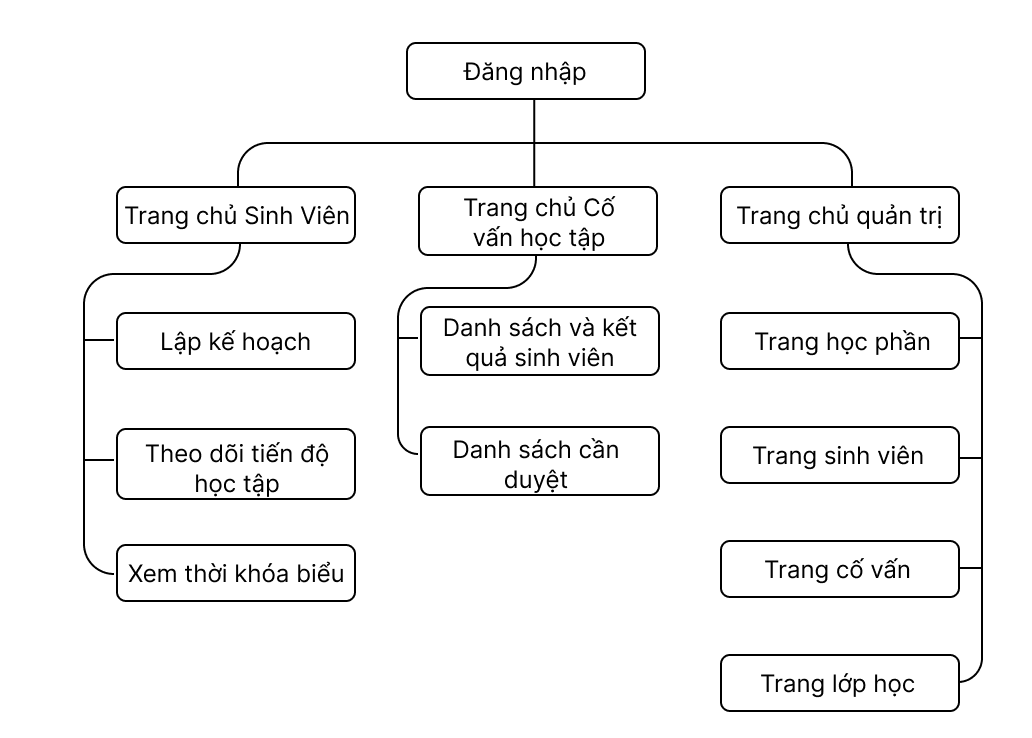 Đăng nhập
Trang chủ Sinh Viên
Trang chủ Cố
vấn học tập
Trang chủ quản trị
Lập kế hoạch
Theo dõi tiến độ
học tập
Xem thời khóa biểu
Danh sách và kết
quả sinh viên
Danh sách cần
duyệt
Trang học phần
Trang sinh viên
Trang cố vấn
Trang lớp học